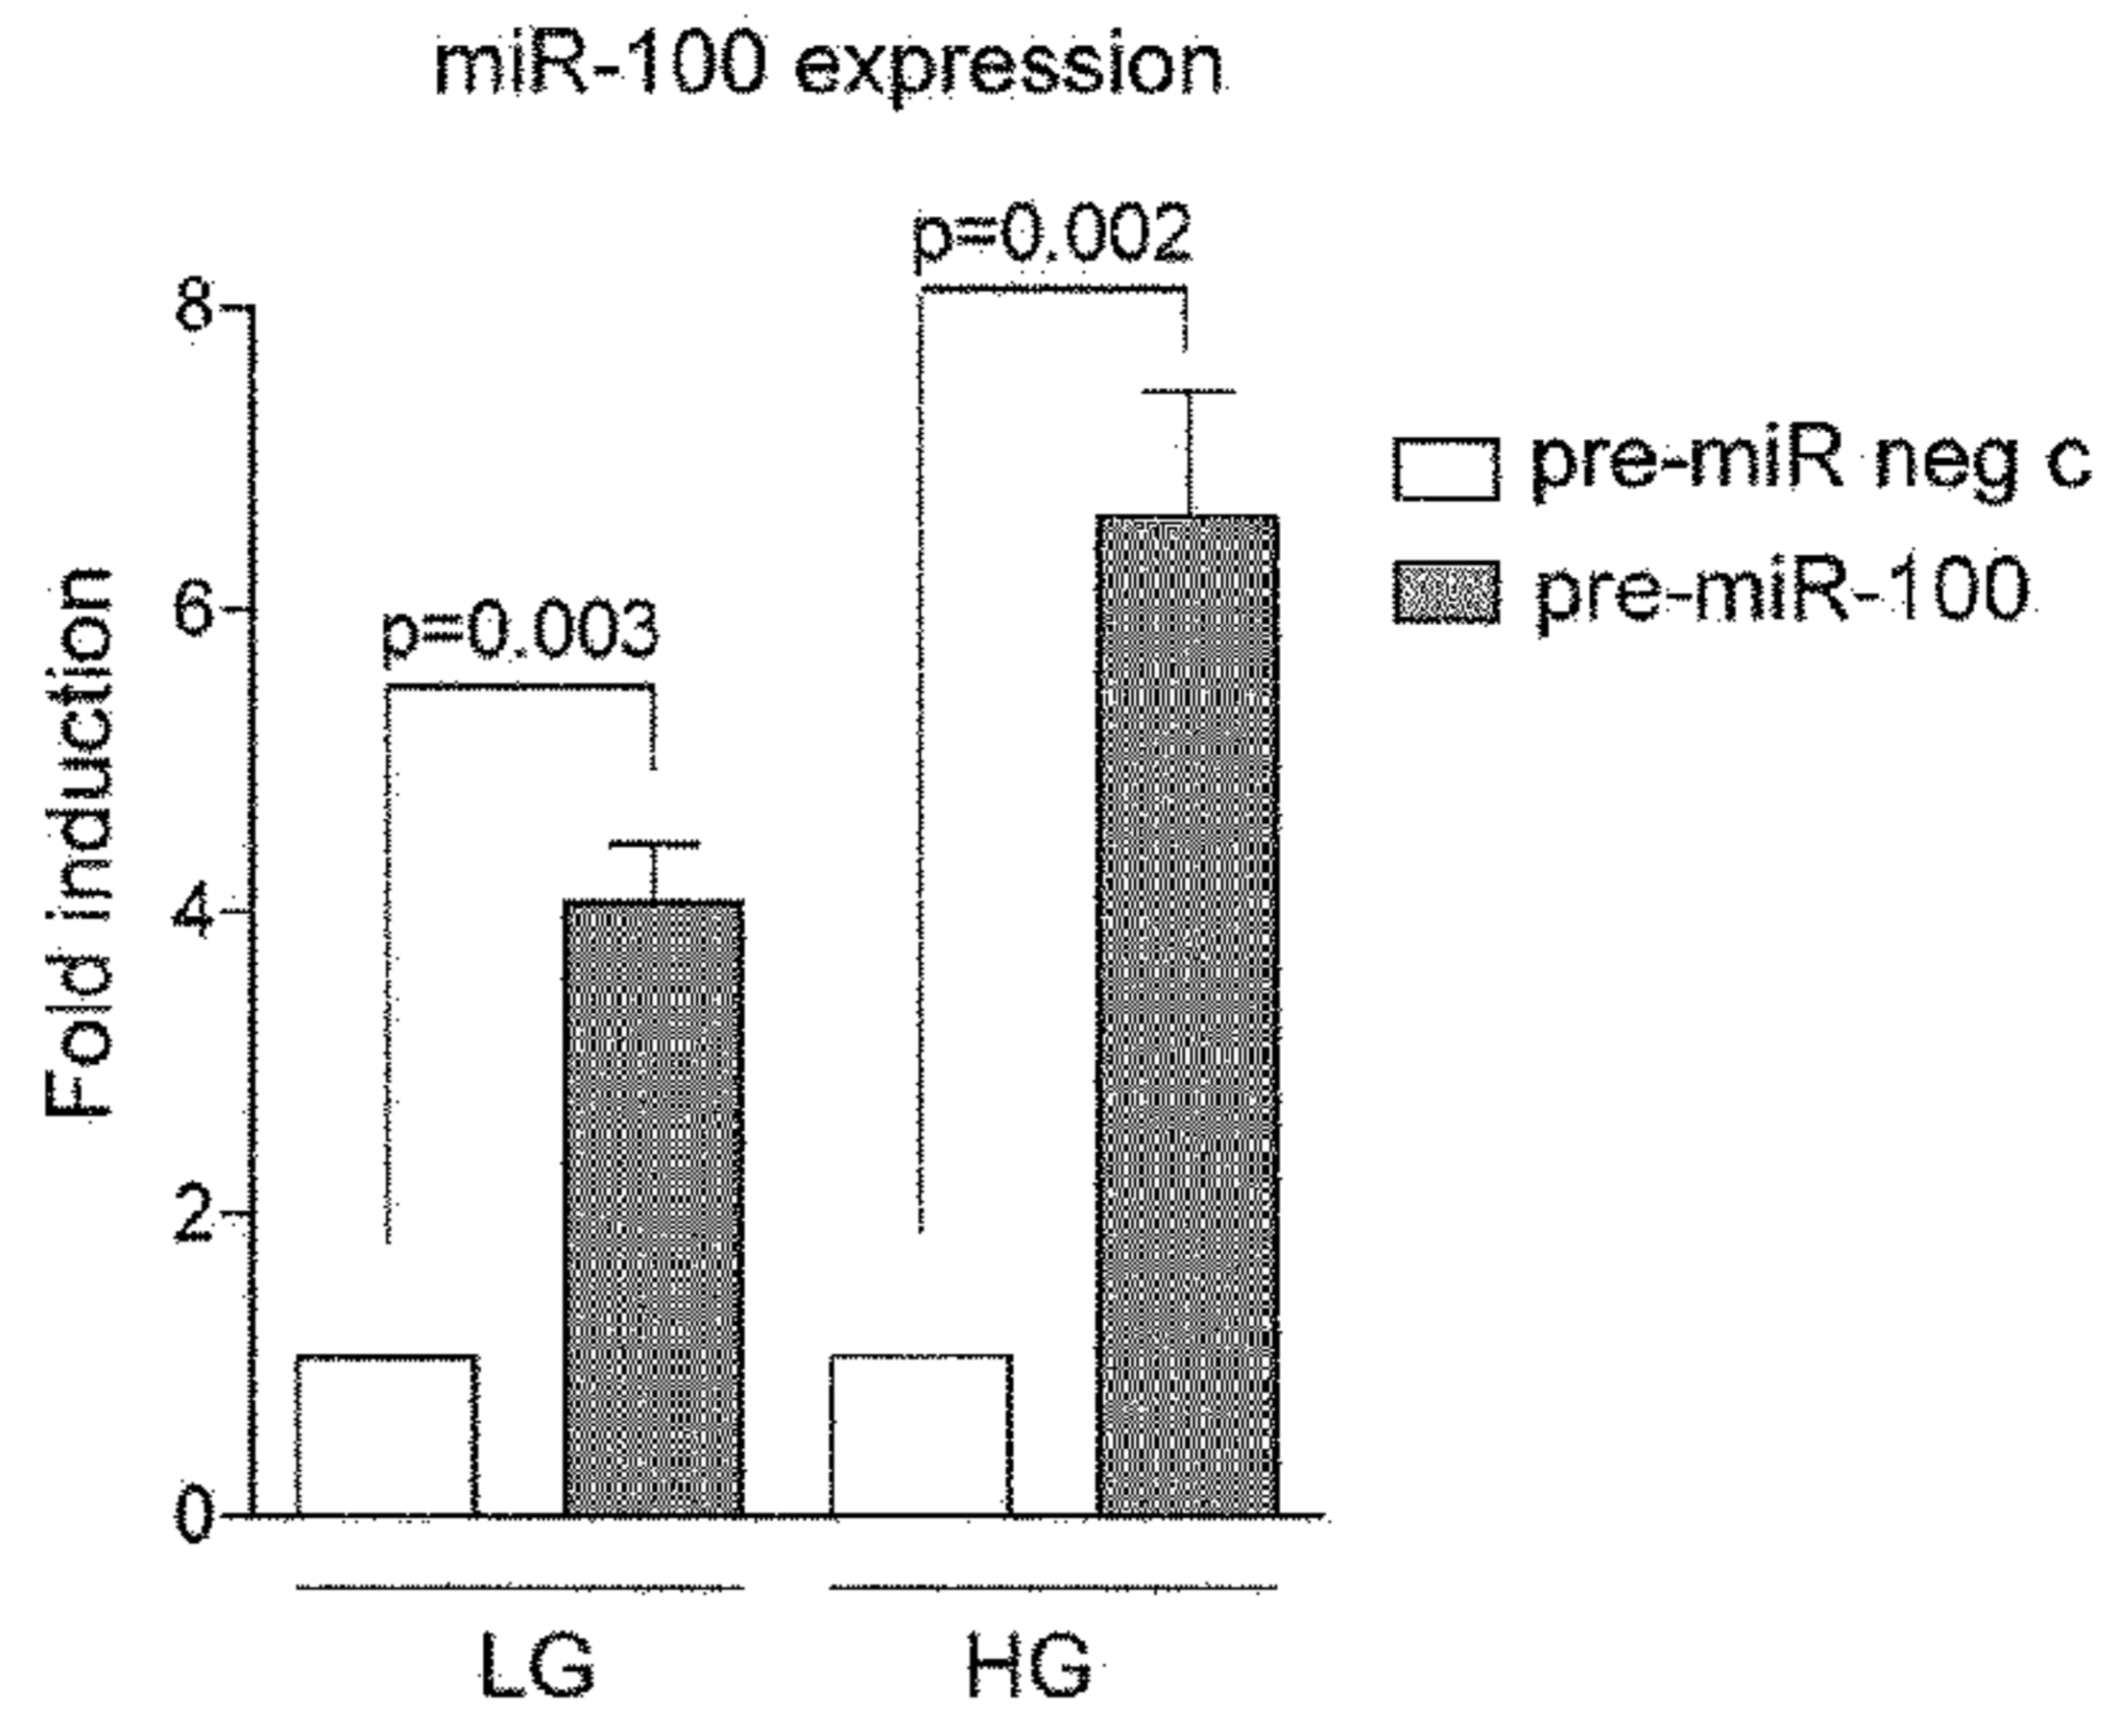 miR-100 expression
p=0.002
8
pre-miR neg c
pre-miR-100
6
p=0.003
Fold induction
4
2
0
LG
HG